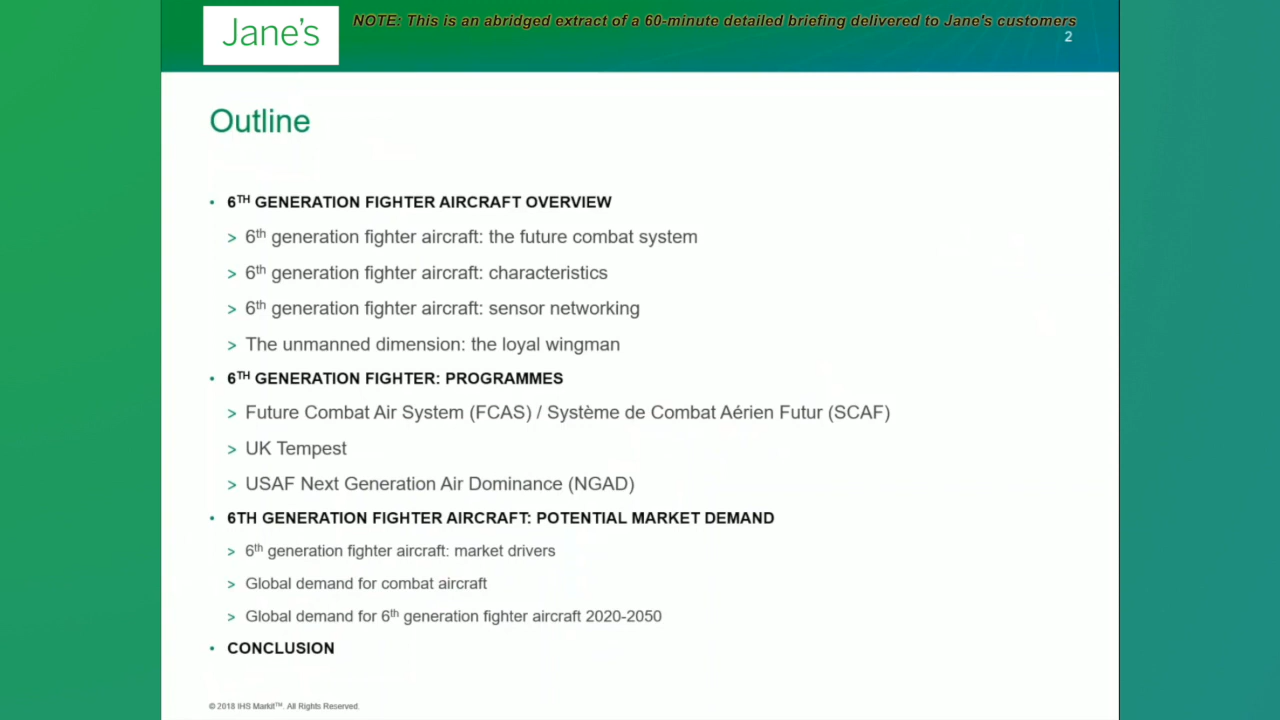 Jane's
NOTE: This is an abridged extract of a 60-minute detailed briefing delivered to Jane's customers
2
Outline
• 6TH GENERATION FIGHTER AIRCRAFT OVERVIEW
> 6th generation fighter aircraft: the future combat system
> 6th generation fighter aircraft: characteristics
> 6th generation fighter aircraft: sensor networking
> The unmanned dimension: the loyal wingman
• 6TH GENERATION FIGHTER: PROGRAMMES
> Future Combat Air System (FCAS) / Système de Combat Aérien Futur (SCAF)
> UK Tempest
> USAF Next Generation Air Dominance (NGAD)
• 6TH GENERATION FIGHTER AIRCRAFT: POTENTIAL MARKET DEMAND
> 6th generation fighter aircraft: market drivers
> Global demand for combat aircraft
> Global demand for 6th generation fighter aircraft 2020-2050
• CONCLUSION
© 2018 IHS Markit™. All Rights Reserved.